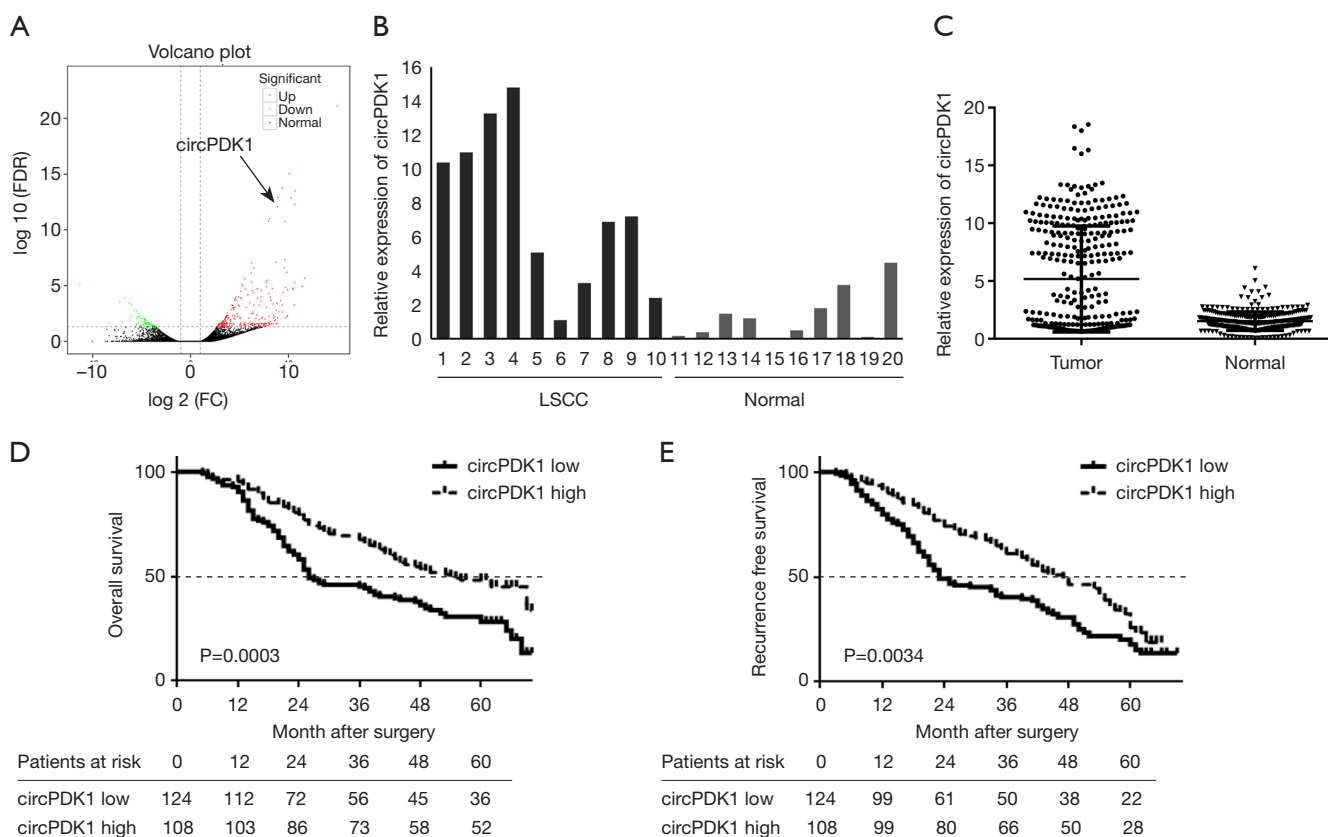 A
Volcano plot
Significant
Up
Down
Normal
circPDK1
log 10 (FDR)
20
15
10
5
0
−10 0 10
log 2 (FC)
B
Relative expression of circPDK1
16
14
12
10
8
6
4
2
0
1 2 3 4 5 6 7 8 9 10 11 12 13 14 15 16 17 18 19 20
LSCC Normal
C
Relative expression of circPDK1
20
15
10
5
0
Tumor Normal
D
circPDK1 low
circPDK1 high
Overall survival
100
50
0
P=0.0003
0 12 24 36 48 60
Month after surgery
Patients at risk 0 12 24 36 48 60
circPDK1 low 124 112 72 56 45 36
circPDK1 high 108 103 86 73 58 52
E
circPDK1 low
circPDK1 high
Recurrence free survival
100
50
0
P=0.0034
0 12 24 36 48 60
Month after surgery
Patients at risk 0 12 24 36 48 60
circPDK1 low 124 99 61 50 38 22
circPDK1 high 108 99 80 66 50 28